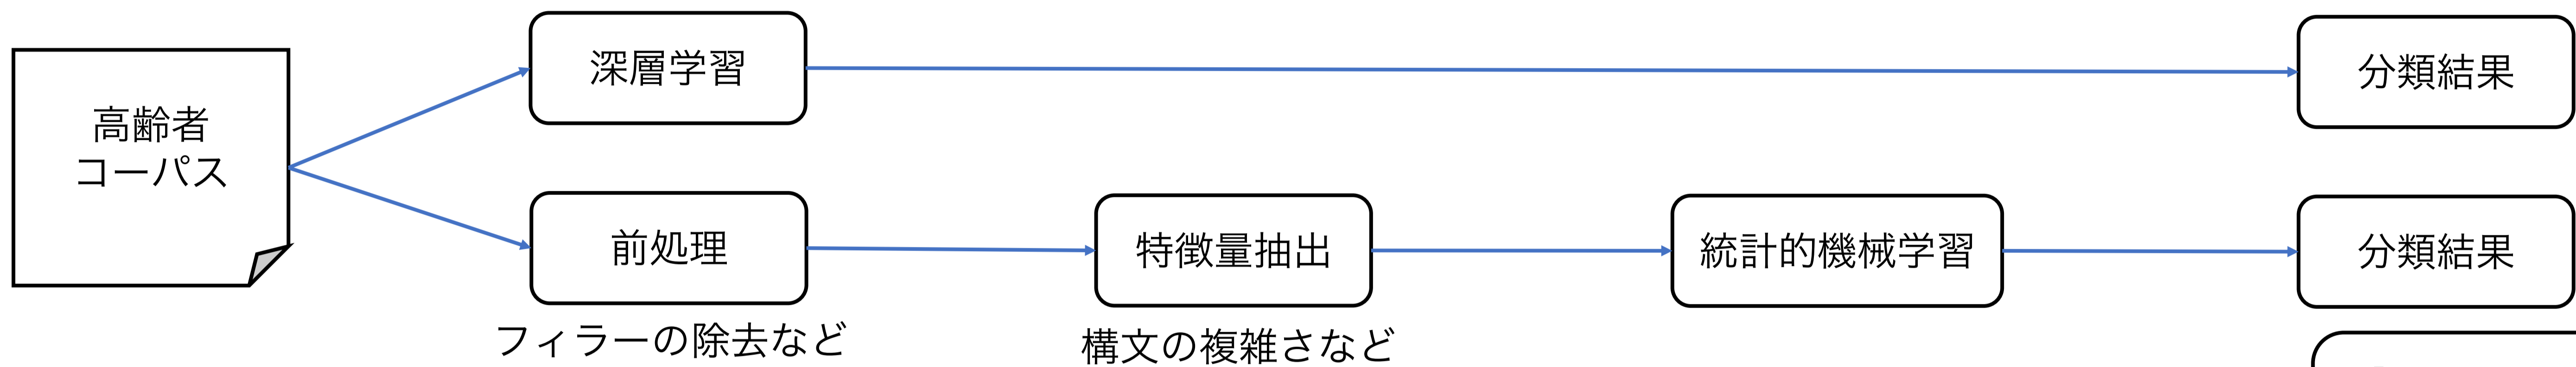 高齢者
コーパス
深層学習
分類結果
前処理
フィラーの除去など
特徴量抽出
構文の複雑さなど
統計的機械学習
分類結果